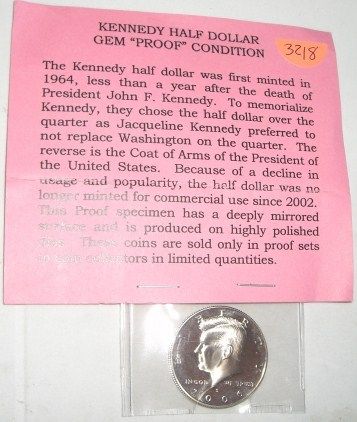 KENNEDY HALF DOLLAR
GEM "PROOF" CONDITION
3218
The Kennedy half dollar was first minted in
1964, less than a year after the death of
President John F. Kennedy. To memorialize
Kennedy, they chose the half dollar over the
quarter as Jacqueline Kennedy preferred to
not replace Washington on the quarter. The
reverse is the Coat of Arms of the President of
the United States. Because of a decline in
usage and popularity, the half dollar was no
longer minted for commercial use since 2002.
This Proof specimen has a deeply mirrored
surface and is produced on highly polished
These coins are sold only in proof sets
in limited quantities.
IN GOD WE TRUST